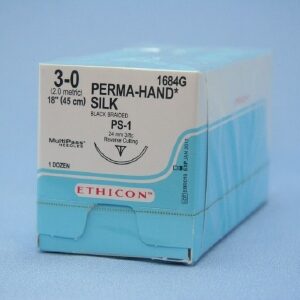 3-0
(2.0 metric)
18" (45 cm)
1684G
PERMA-HAND*
SILK
BLACK BRAIDED
PS-1
24 mm 3/8c
Reverse Cutting
MultiPass*
NEEDLES
1 DOZEN
ETHICON™